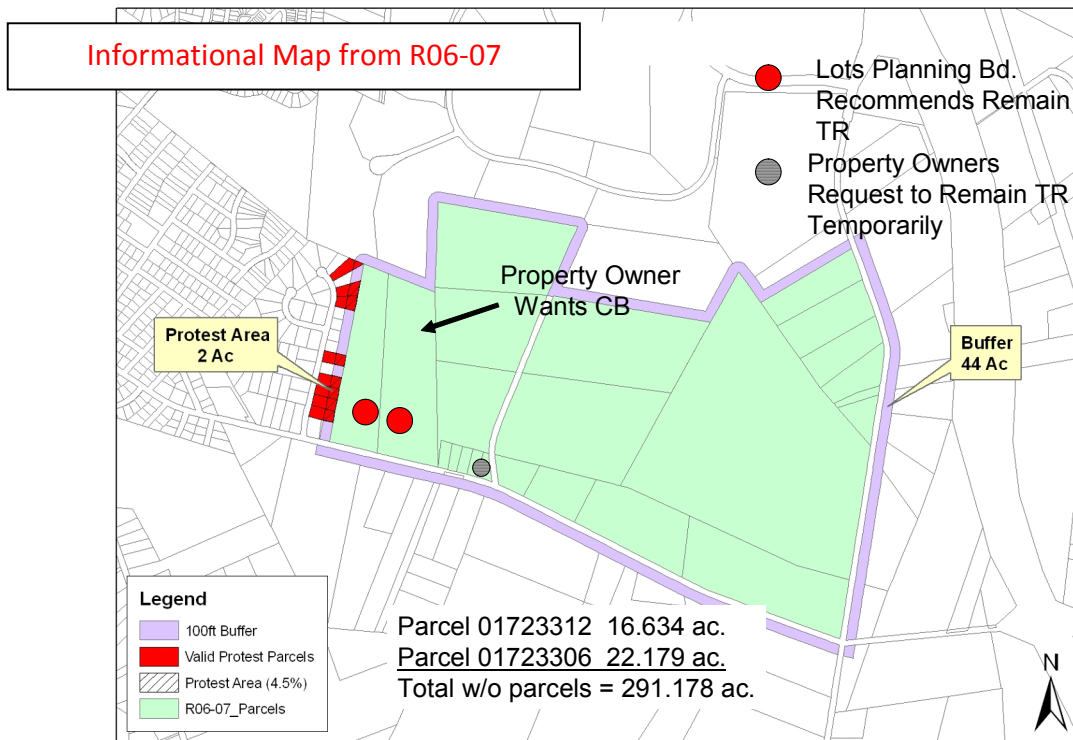 Informational Map from R06-07
Lots Planning Bd.
Recommends Remain
TR
Property Owners
Request to Remain TR
Temporarily
Property Owner
Wants CB
Protest Area
2 Ac
Buffer
44 Ac
Legend
100ft Buffer
Valid Protest Parcels
Protest Area (4.5%)
R06-07_Parcels
Parcel 01723312 16.634 ac.
Parcel 01723306 22.179 ac.
Total w/o parcels = 291.178 ac.
N